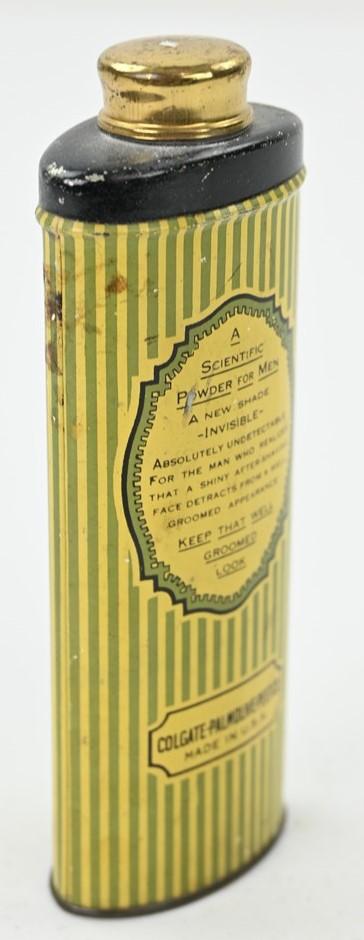 A
SCIENTIFIC
POWDER FOR MEN
A NEW SHADE
-INVISIBLE-
ABSOLUTELY UNDETECTABLE
FOR THE MAN WHO REALIZES
THAT A SHINY AFTER-SHAVING
FACE DETRACTS FROM A WELL
GROOMED APPEARANCE
KEEP THAT WELL
GROOMED
LOOK
COLGATE-PALMOLIVE-PEET CO.
MADE IN U.S.A.